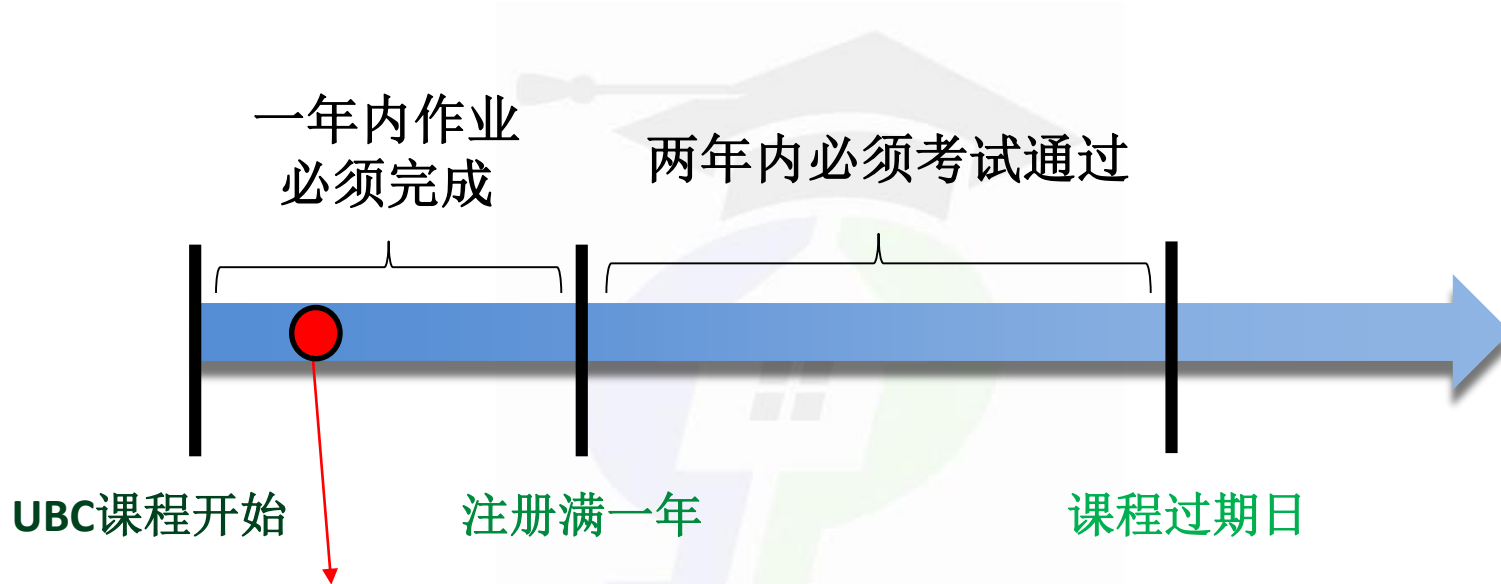 一年内作业
必须完成
两年内必须考试通过
UBC课程开始
注册满一年
课程过期日